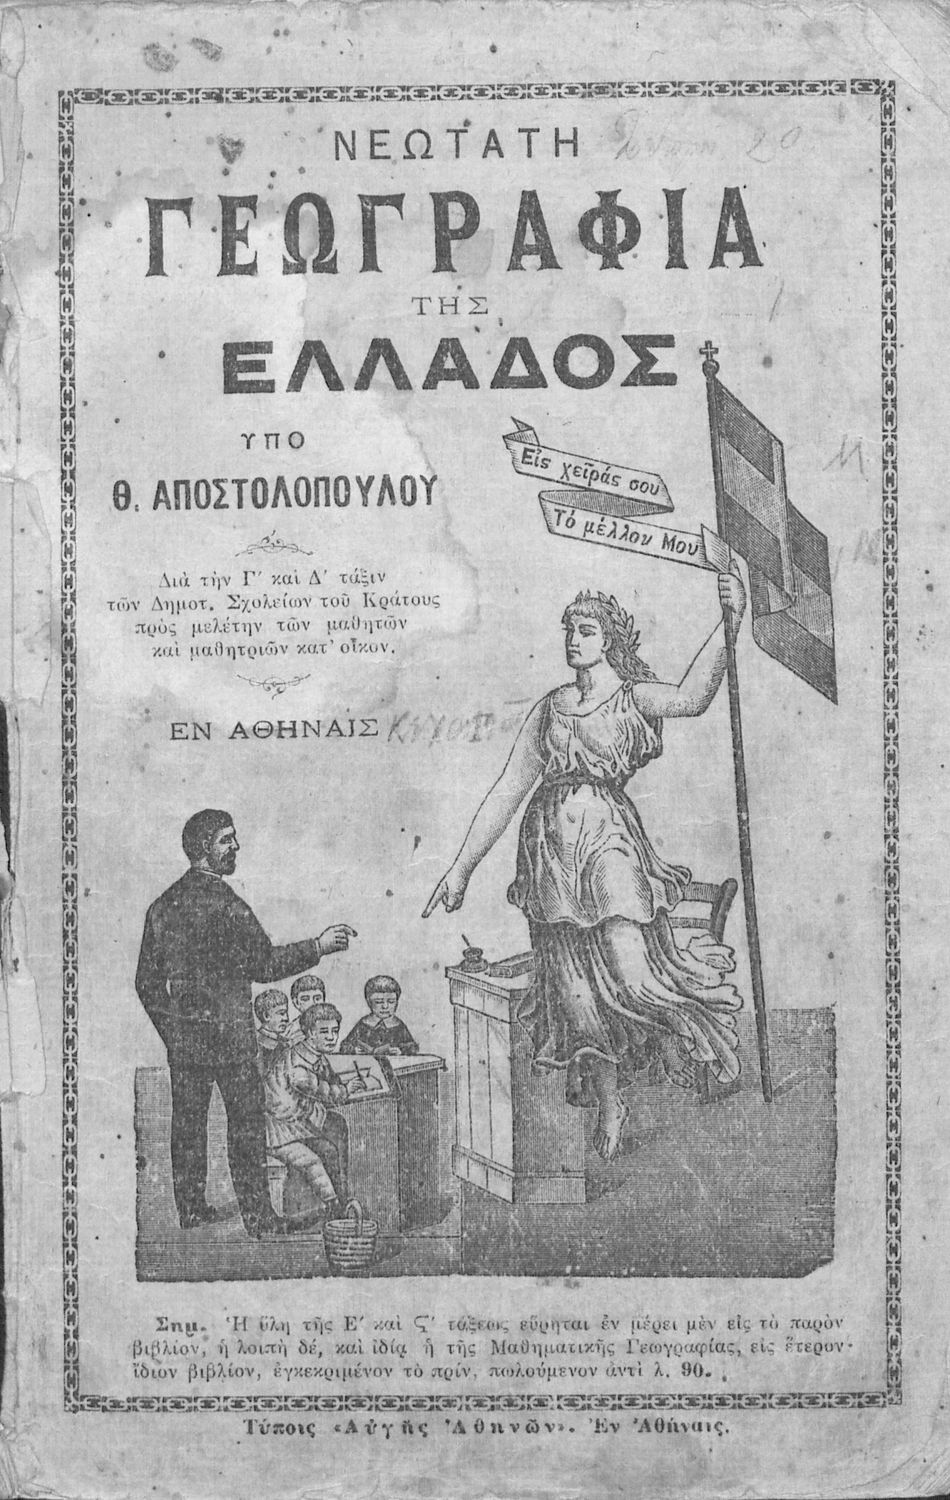 ΝΕΩΤΑΤΗ
ΓΕΩΓΡΑΦΙΑ
ΤΗΣ
ΕΛΛΑΔΟΣ
ΥΠΟ
Θ. ΑΠΟΣΤΟΛΟΠΟΥΛΟΥ
Εἰς χεῖράς σου
Τό μέλλον Μου
Διὰ τὴν Γ′ καὶ Δ′ τάξιν
τῶν Δημοτ. Σχολείων τοῦ Κράτους
πρὸς μελέτην τῶν μαθητῶν
καὶ μαθητριῶν κατ’ οἶκον.
ΕΝ ΑΘΗΝΑΙΣ
Σημ. Ἡ ὕλη τῆς Ε′ καὶ Ϛ′ τάξεως εὕρηται ἐν μέρει μὲν εἰς τὸ παρὸν
βιβλίον, ἡ λοιπὴ δέ, καὶ ἰδίᾳ ἡ τῆς Μαθηματικῆς Γεωγραφίας, εἰς ἕτερον
ἴδιον βιβλίον, ἐγκεκριμένον τὸ πρίν, πωλούμενον ἀντὶ λ. 90.
Τύποις «Αὐγῆς Ἀθηνῶν». Ἐν Ἀθήναις.